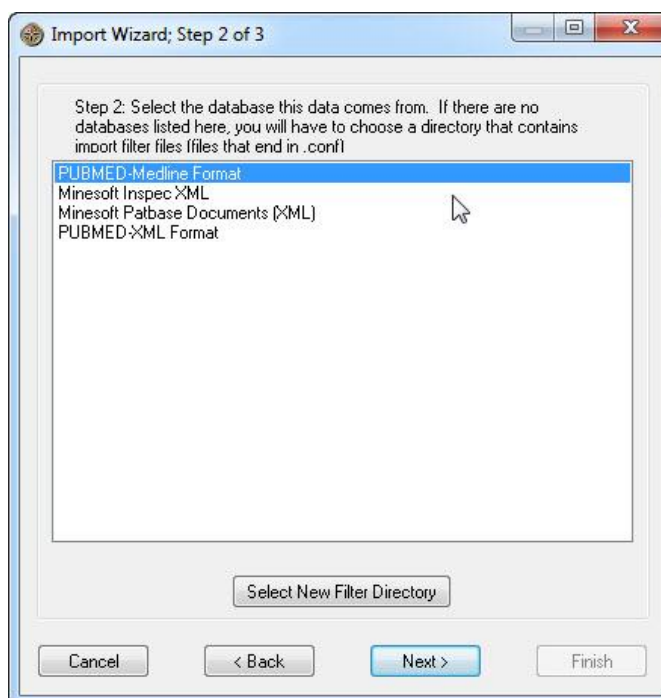 Import Wizard; Step 2 of 3
Step 2: Select the database this data comes from. If there are no
databases listed here, you will have to choose a directory that contains
import filter files (files that end in .conf)
PUBMED-Medline Format
Minesoft Inspec XML
Minesoft Patbase Documents (XML)
PUBMED-XML Format
Select New Filter Directory
Cancel
< Back
Next >
Finish